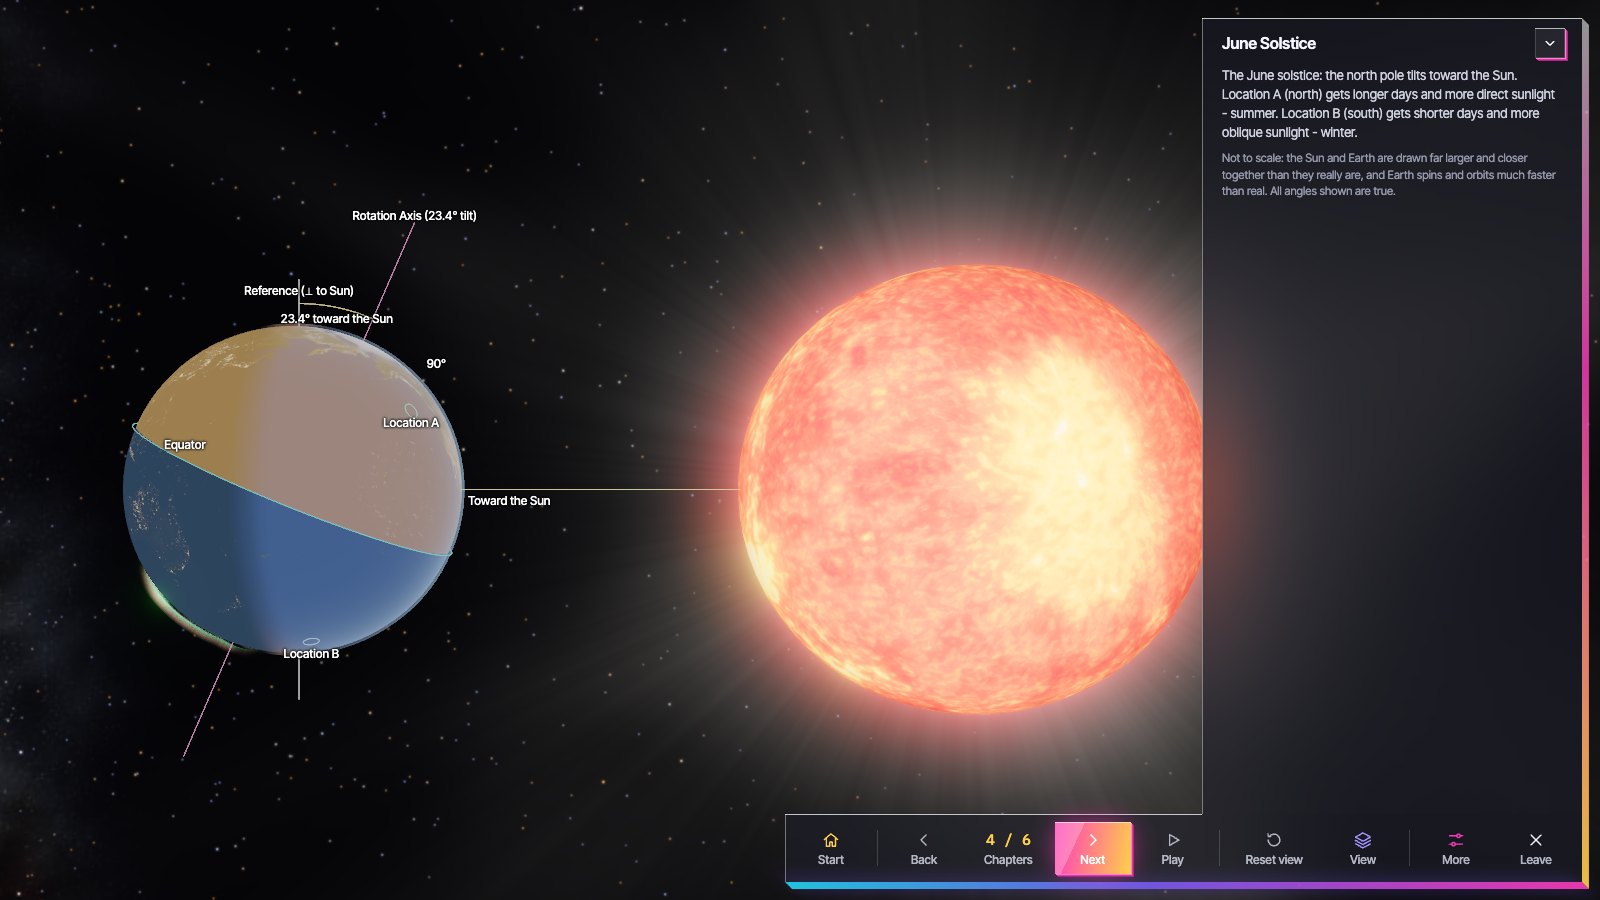 June Solstice
The June solstice: the north pole tilts toward the Sun.
Location A (north) gets longer days and more direct sunlight
- summer. Location B (south) gets shorter days and more
oblique sunlight - winter.
Not to scale: the Sun and Earth are drawn far larger and closer
together than they really are, and Earth spins and orbits much faster
than real. All angles shown are true.
Rotation Axis (23.4° tilt)
Reference (⊥ to Sun)
23.4° toward the Sun
90°
Location A
Equator
Toward the Sun
Location B
Start
Back
4 / 6
Chapters
Next
Play
Reset view
View
More
Leave